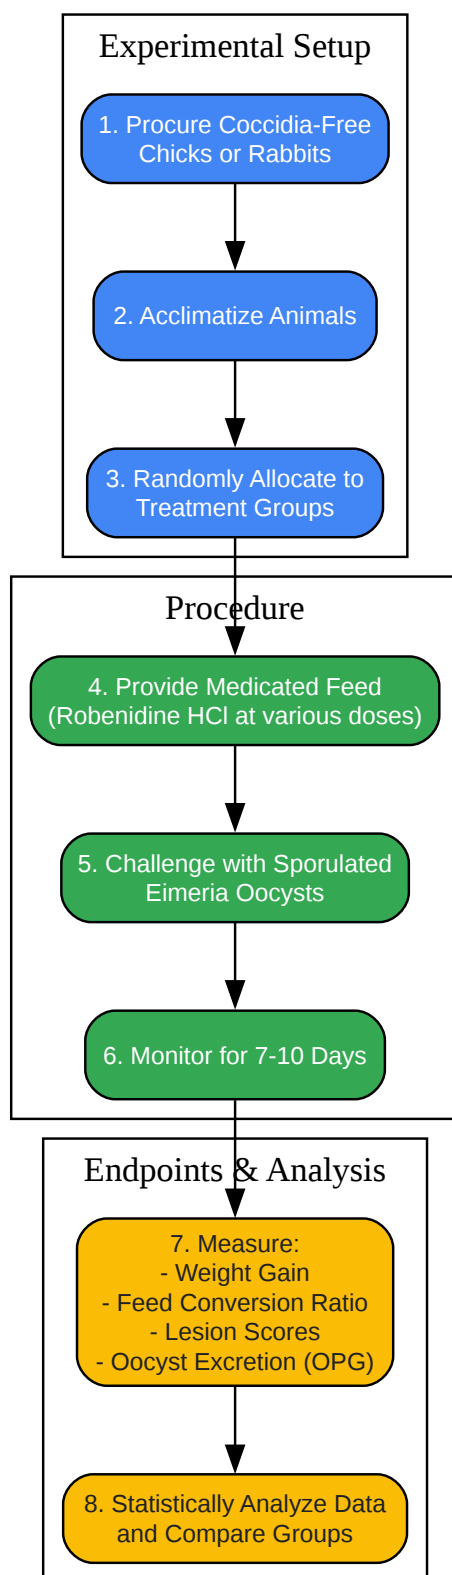 Experimental Setup
1. Procure Coccidia-Free
Chicks or Rabbits
2. Acclimatize Animals
3. Randomly Allocate to
Treatment Groups
Procedure
4. Provide Medicated Feed
(Robenidine HCl at various doses)
5. Challenge with Sporulated
Eimeria Oocysts
6. Monitor for 7-10 Days
Endpoints & Analysis
7. Measure:
- Weight Gain
- Feed Conversion Ratio
- Lesion Scores
- Oocyst Excretion (OPG)
8. Statistically Analyze Data
and Compare Groups